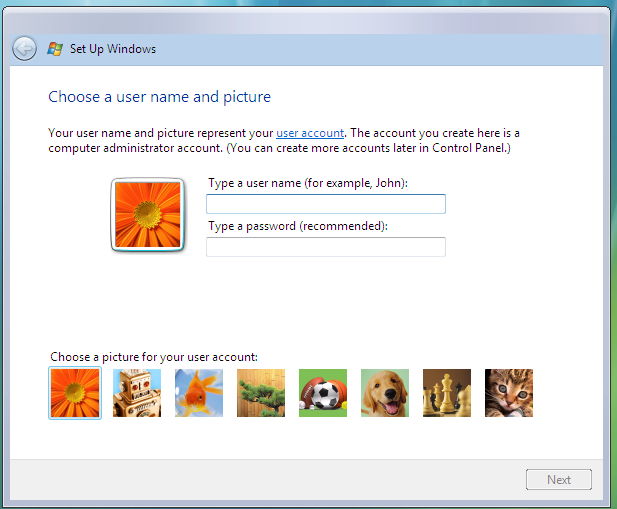 Set Up Windows
Choose a user name and picture
Your user name and picture represent your user account. The account you create here is a
computer administrator account. (You can create more accounts later in Control Panel.)
Type a user name (for example, John):
Type a password (recommended):
Choose a picture for your user account:
Next